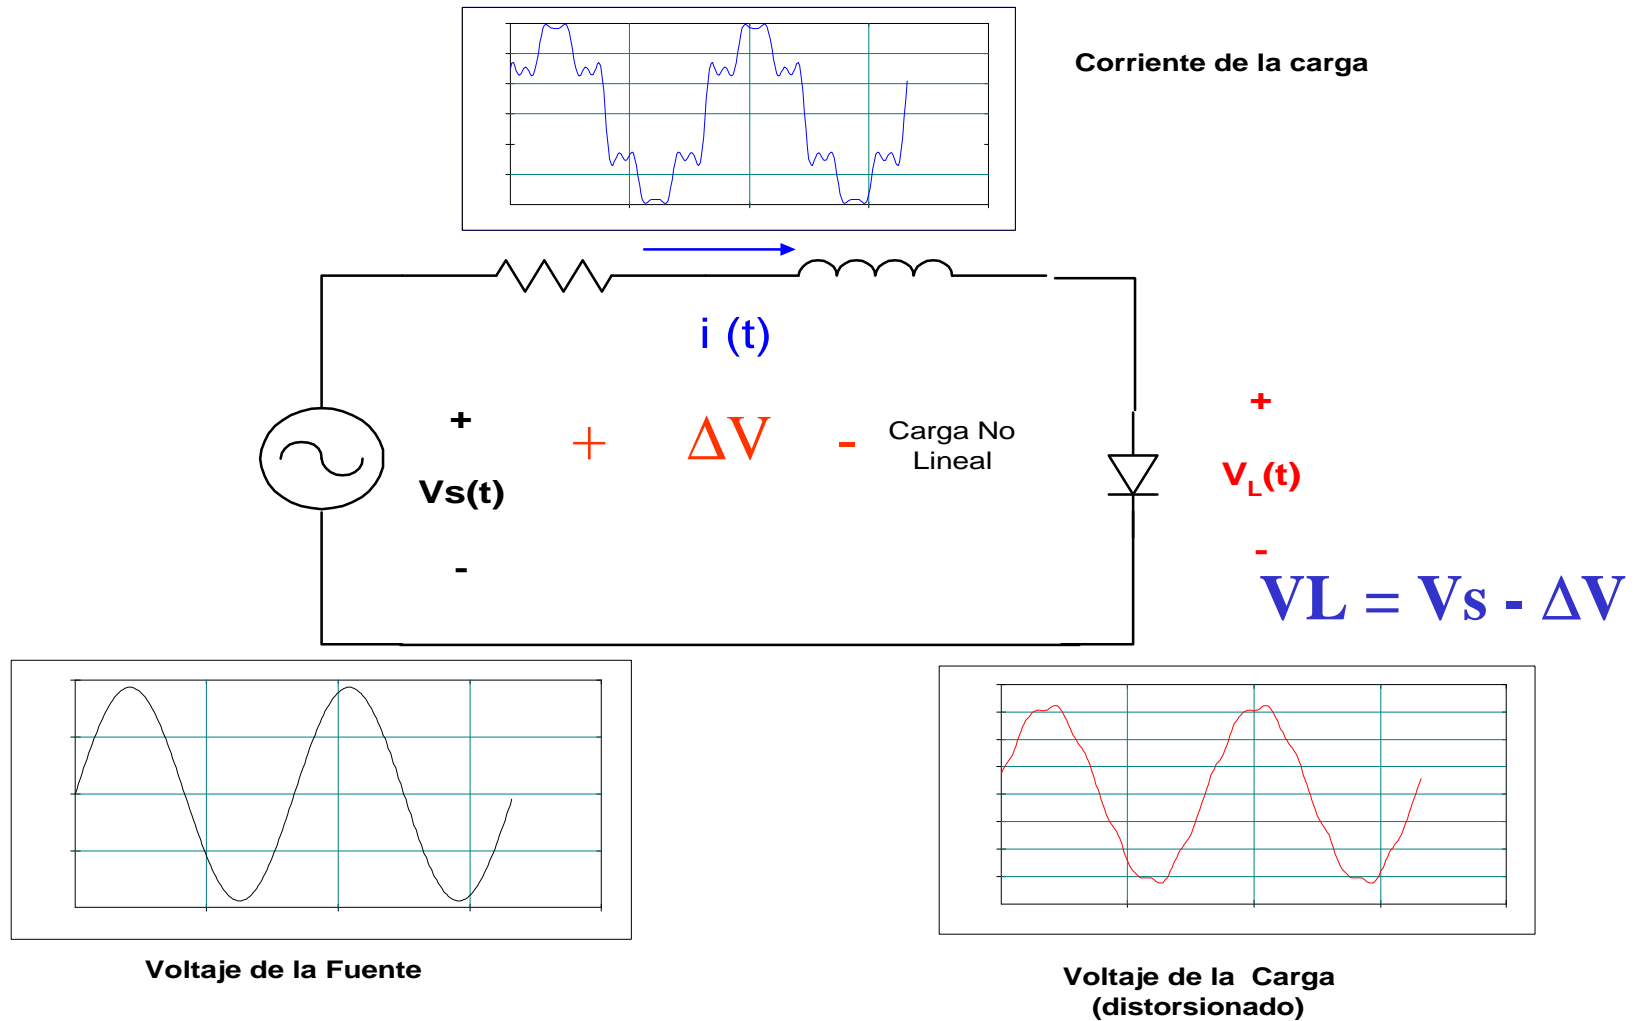 Corriente de la carga
i (t)
+
Vs(t)
-
+ ΔV -
Carga No
Lineal
+
V_L(t)
-
VL = Vs - ΔV
Voltaje de la Fuente
Voltaje de la Carga
(distorsionado)